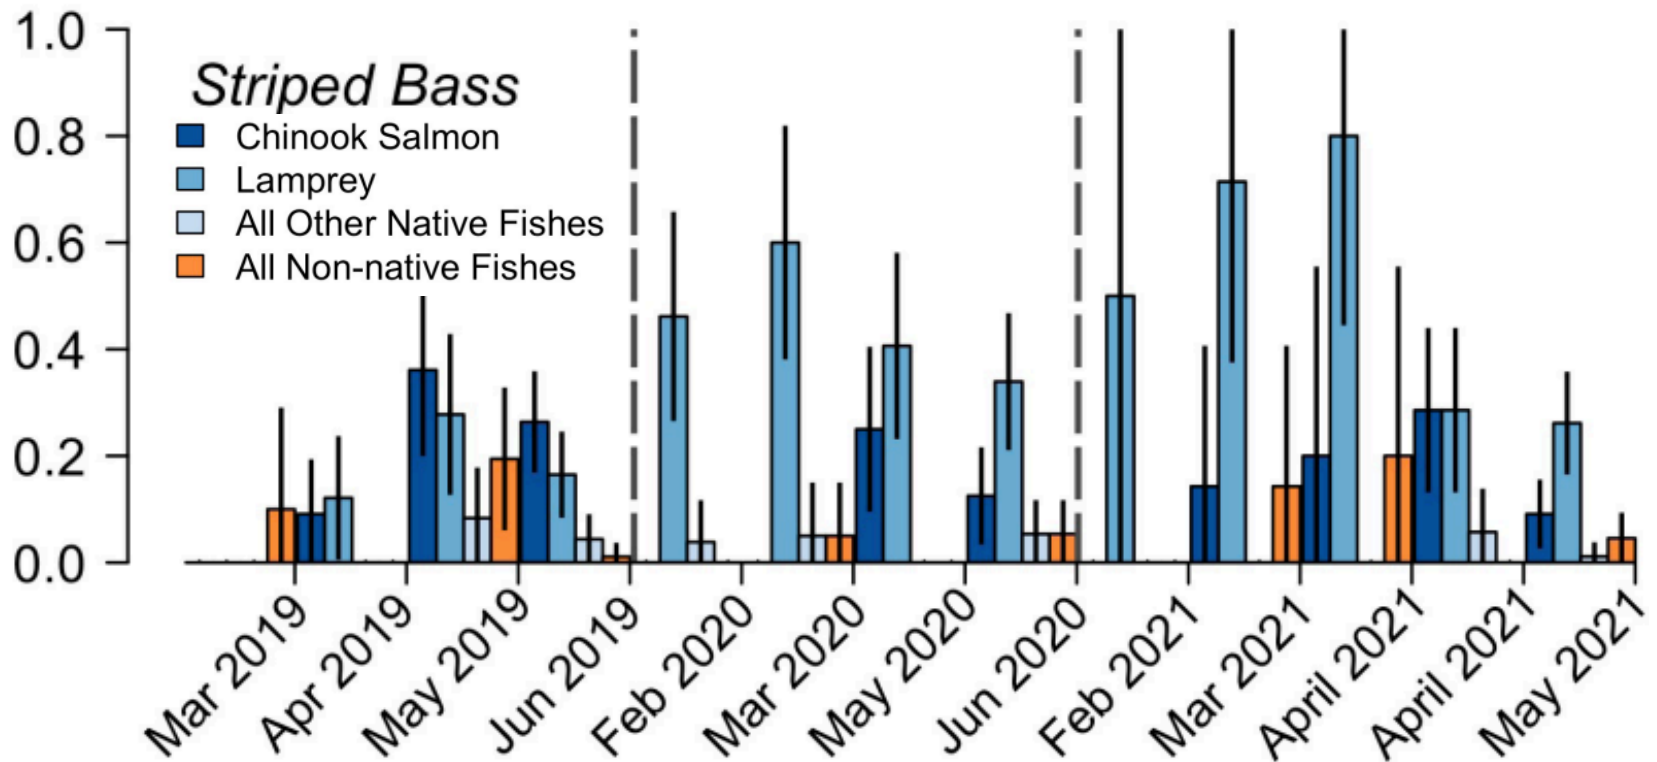 1.0
0.8
0.6
0.4
0.2
0.0
Striped Bass
Chinook Salmon
Lamprey
All Other Native Fishes
All Non-native Fishes
Mar 2019
Apr 2019
May 2019
Jun 2019
Feb 2020
Mar 2020
May 2020
Jun 2020
Feb 2021
Mar 2021
April 2021
April 2021
May 2021